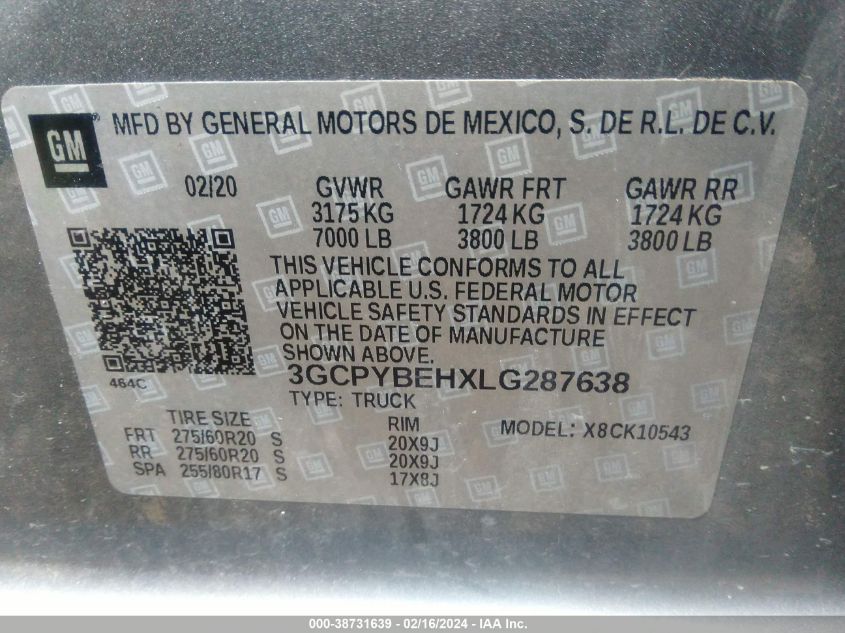 GM MFD BY GENERAL MOTORS DE MEXICO, S. DE R.L. DE C.V.
02/20 GVWR GAWR FRT GAWR RR
3175 KG 1724 KG 1724 KG
7000 LB 3800 LB 3800 LB
THIS VEHICLE CONFORMS TO ALL
APPLICABLE U.S. FEDERAL MOTOR
VEHICLE SAFETY STANDARDS IN EFFECT
ON THE DATE OF MANUFACTURE
SHOWN ABOVE.
464C 3GCPYBEHXLG287638
TYPE: TRUCK
TIRE SIZE RIM MODEL: X8CK10543
FRT 275/60R20 S 20X9J
RR 275/60R20 S 20X9J
SPA 255/80R17 S 17X8J
000-38731639 - 02/16/2024 - IAA Inc.